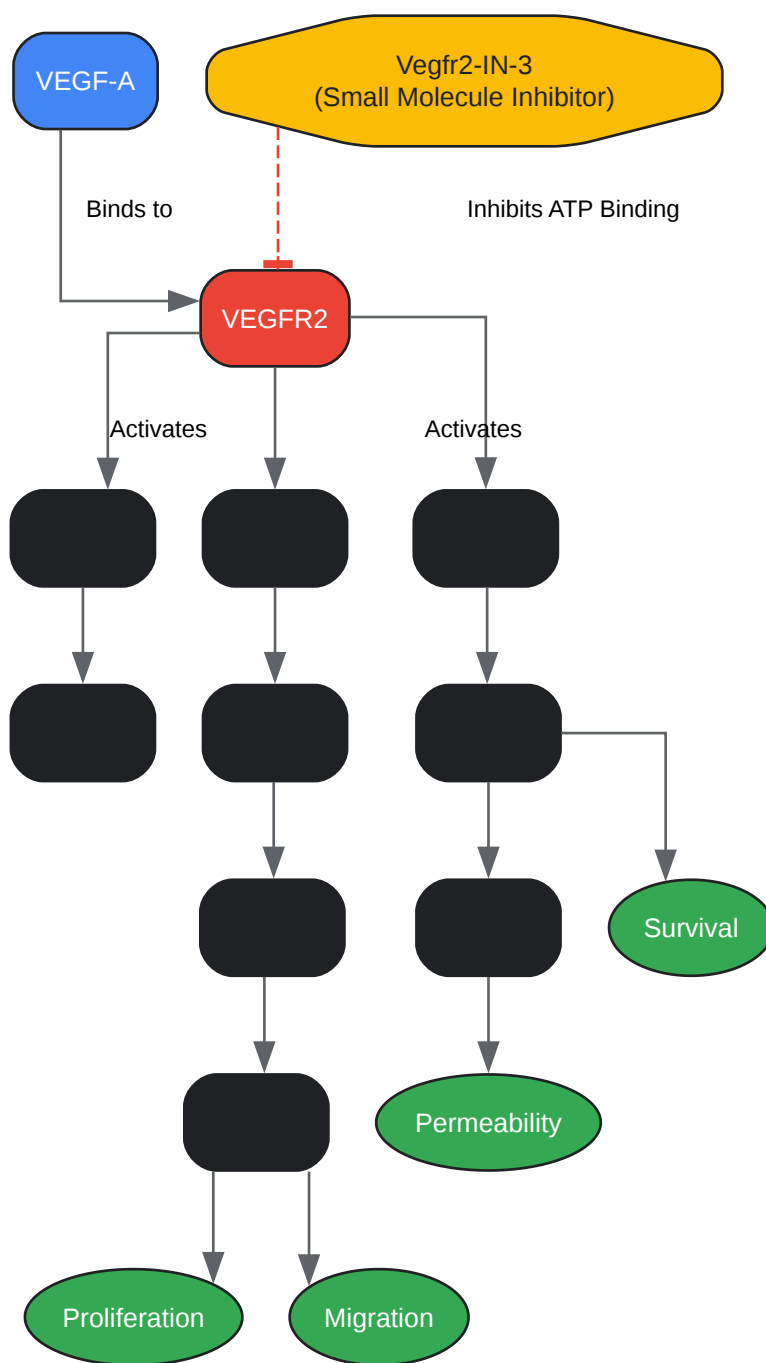 VEGF-A
Vegfr2-IN-3
(Small Molecule Inhibitor)
Binds to
Inhibits ATP Binding
VEGFR2
Activates
Activates
Survival
Permeability
Proliferation
Migration